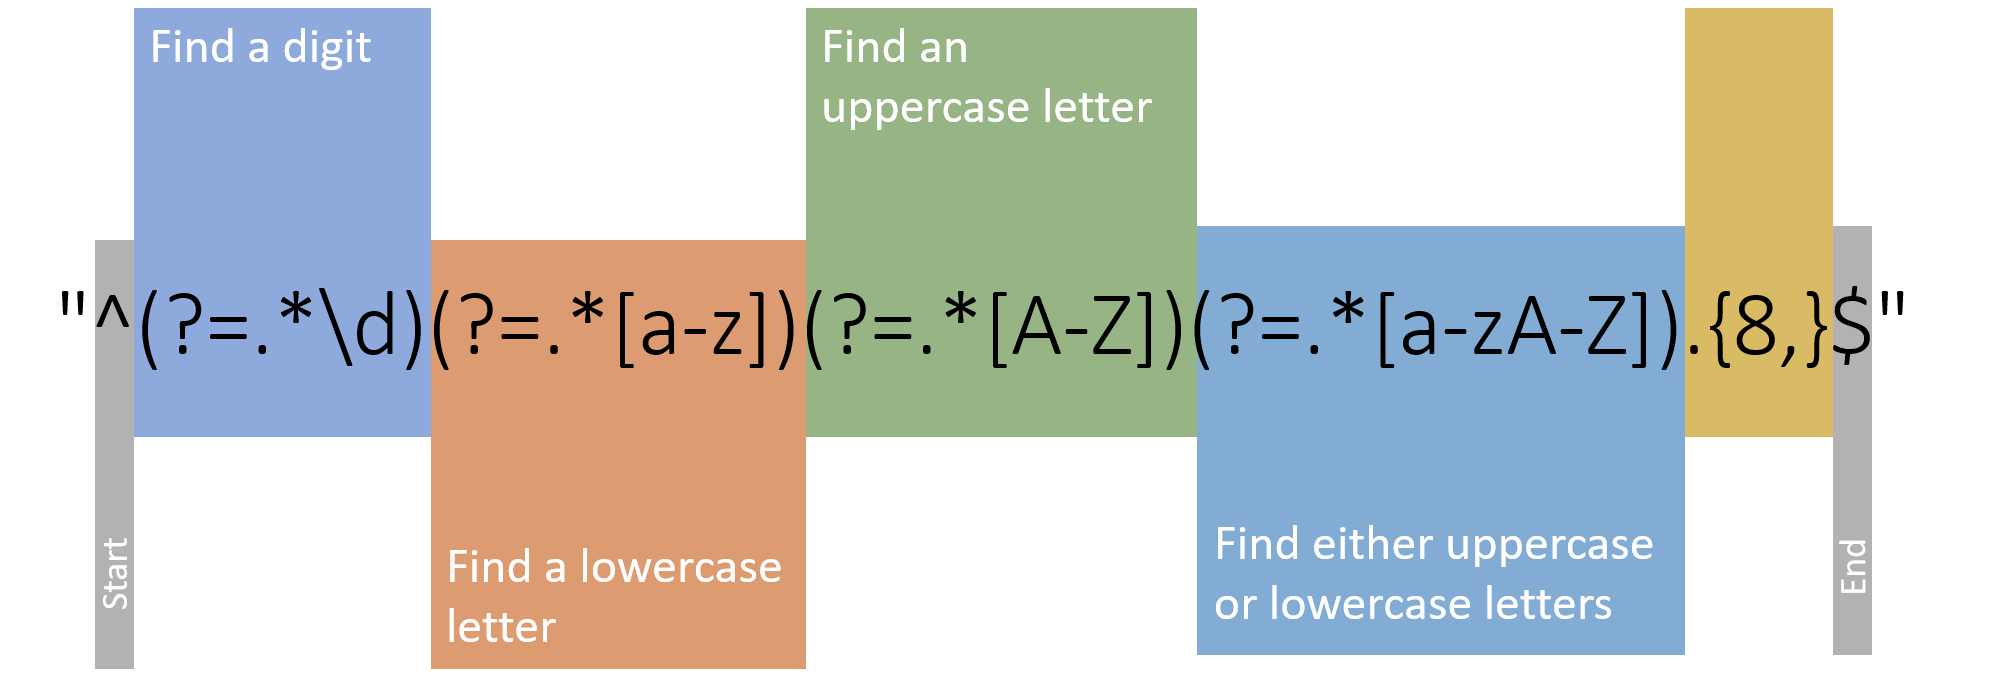 Find a digit
Find an
uppercase letter
"^(?=.*\d)(?=.*[a-z])(?=.*[A-Z])(?=.*[a-zA-Z]).{8,}$"
Start
Find a lowercase
letter
Find either uppercase
or lowercase letters
End